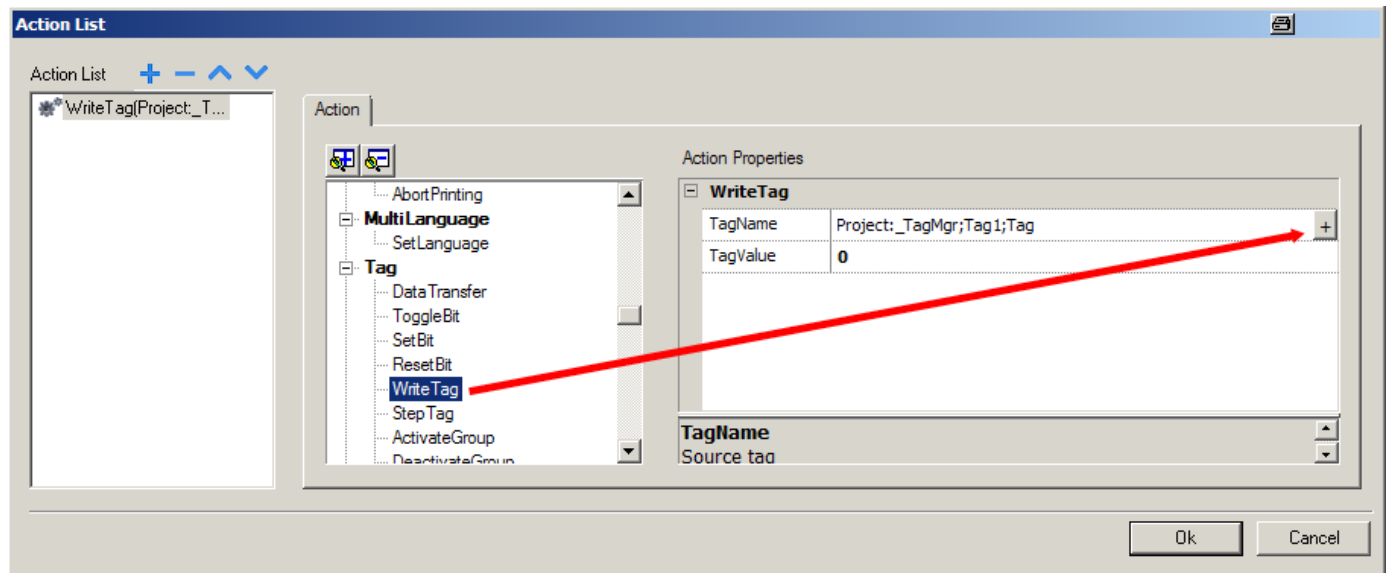 Action List
Action List
WriteTag(Project:_T...
Action
AbortPrinting
MultiLanguage
SetLanguage
Tag
DataTransfer
ToggleBit
SetBit
ResetBit
WriteTag
StepTag
ActivateGroup
DeactivateGroup
Action Properties
WriteTag
TagName Project:_TagMgr;Tag1;Tag +
TagValue 0
TagName
Source tag
Ok Cancel